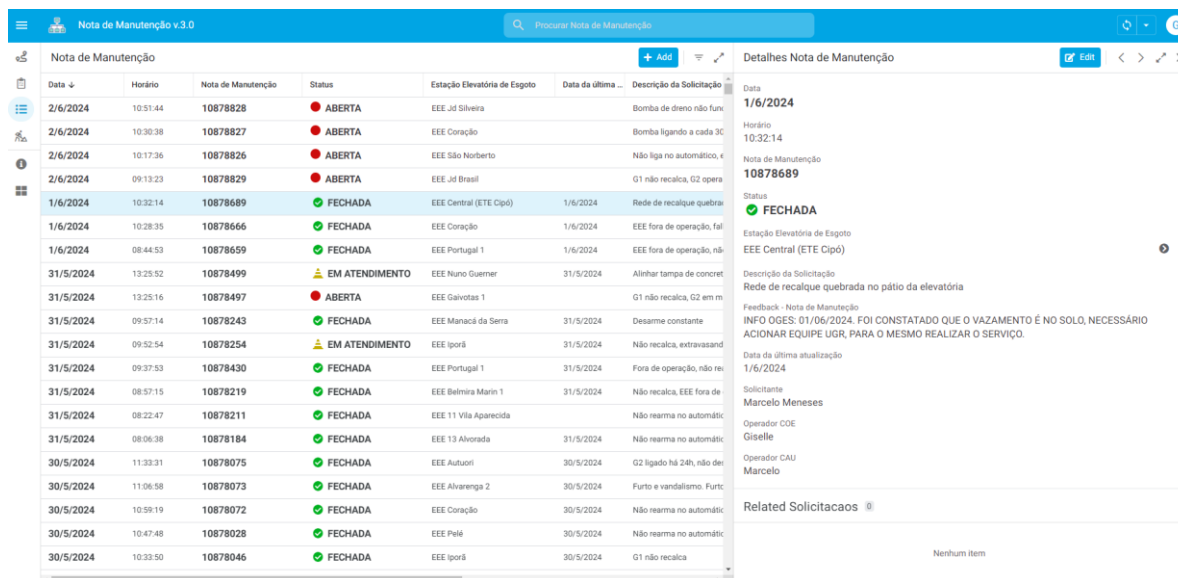 Nota de Manutenção v.3.0
Procurar Nota de Manutenção
Nota de Manutenção
+ Add
Data ↓ Horário Nota de Manutenção Status Estação Elevatória de Esgoto Data da última ... Descrição da Solicitação
2/6/2024 10:51:44 10878828 ABERTA EEE Jd Silveira Bomba de dreno não
2/6/2024 10:30:38 10878827 ABERTA EEE Coração Bomba ligando a cada 30
2/6/2024 10:17:36 10878826 ABERTA EEE São Norberto Não liga no automático, e
2/6/2024 09:13:23 10878829 ABERTA EEE Jd Brasil G1 não recalca, G2 opera
1/6/2024 10:32:14 10878689 FECHADA EEE Central (ETE Cipó) 1/6/2024 Rede de recalque quebra
1/6/2024 10:28:35 10878666 FECHADA EEE Coração 1/6/2024 EEE fora de operação, fal
1/6/2024 08:44:53 10878659 FECHADA EEE Portugal 1 1/6/2024 EEE fora de operação, nã
31/5/2024 13:25:52 10878499 EM ATENDIMENTO EEE Nuno Guerner 31/5/2024 Alinhar tampa de concret
31/5/2024 13:25:16 10878497 ABERTA EEE Gaivotas 1 G1 não recalca, G2 em m
31/5/2024 09:57:14 10878243 FECHADA EEE Manacá da Serra 31/5/2024 Desarme constante
31/5/2024 09:52:54 10878254 EM ATENDIMENTO EEE Iporã 31/5/2024 Não recalca, extravasand
31/5/2024 09:37:53 10878430 FECHADA EEE Portugal 1 31/5/2024 Fora de operação, não
31/5/2024 08:57:15 10878219 FECHADA EEE Belmira Marin 1 31/5/2024 Não recalca, EEE fora de
31/5/2024 08:22:47 10878211 FECHADA EEE 11 Vila Aparecida Não rearma no automátic
31/5/2024 08:06:38 10878184 FECHADA EEE 13 Alvorada 31/5/2024 Não rearma no automátic
30/5/2024 11:33:31 10878075 FECHADA EEE Autuori 30/5/2024 G2 ligado há 24h, não des
30/5/2024 11:06:58 10878073 FECHADA EEE Alvarenga 2 30/5/2024 Furto e vandalismo. Furto
30/5/2024 10:59:19 10878072 FECHADA EEE Coração 30/5/2024 Não rearma no automátic
30/5/2024 10:47:48 10878028 FECHADA EEE Pelé 30/5/2024 Não rearma no automátic
30/5/2024 10:33:50 10878046 FECHADA EEE Iporã 30/5/2024 G1 não recalca
Detalhes Nota de Manutenção
Edit
Data
1/6/2024
Horário
10:32:14
Nota de Manutenção
10878689
Status
FECHADA
Estação Elevatória de Esgoto
EEE Central (ETE Cipó)
Descrição da Solicitação
Rede de recalque quebrada no pátio da elevatória
Feedback - Nota de Manuteção
INFO OGES: 01/06/2024. FOI CONSTATADO QUE O VAZAMENTO É NO SOLO, NECESSÁRIO
ACIONAR EQUIPE UGR, PARA O MESMO REALIZAR O SERVIÇO.
Data da última atualização
1/6/2024
Solicitante
Marcelo Meneses
Operador COE
Giselle
Operador CAU
Marcelo
Related Solicitacaos 0
Nenhum item